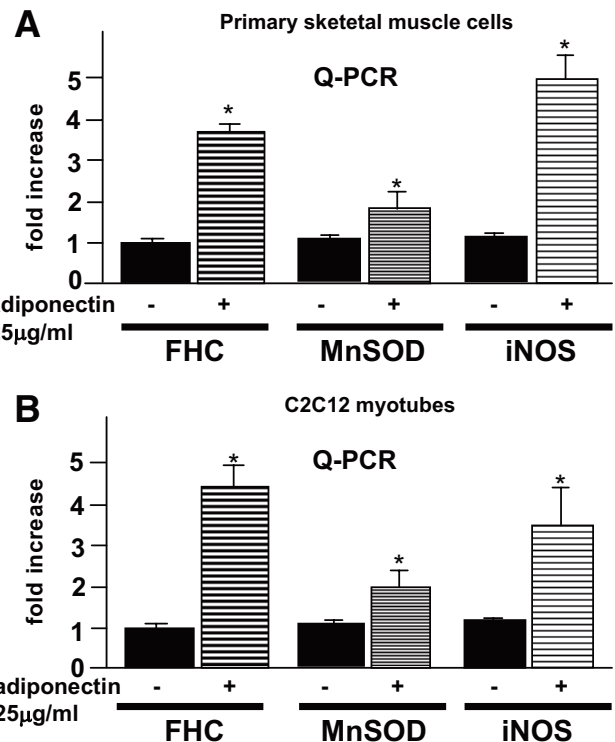 A
Primary sketetal muscle cells
Q-PCR
*
*
*
fold increase
5
4
3
2
1
0
diponectin - + - + - +
5μg/ml
FHC MnSOD iNOS
B
C2C12 myotubes
Q-PCR
*
*
*
fold increase
5
4
3
2
1
0
adiponectin - + - + - +
25μg/ml
FHC MnSOD iNOS